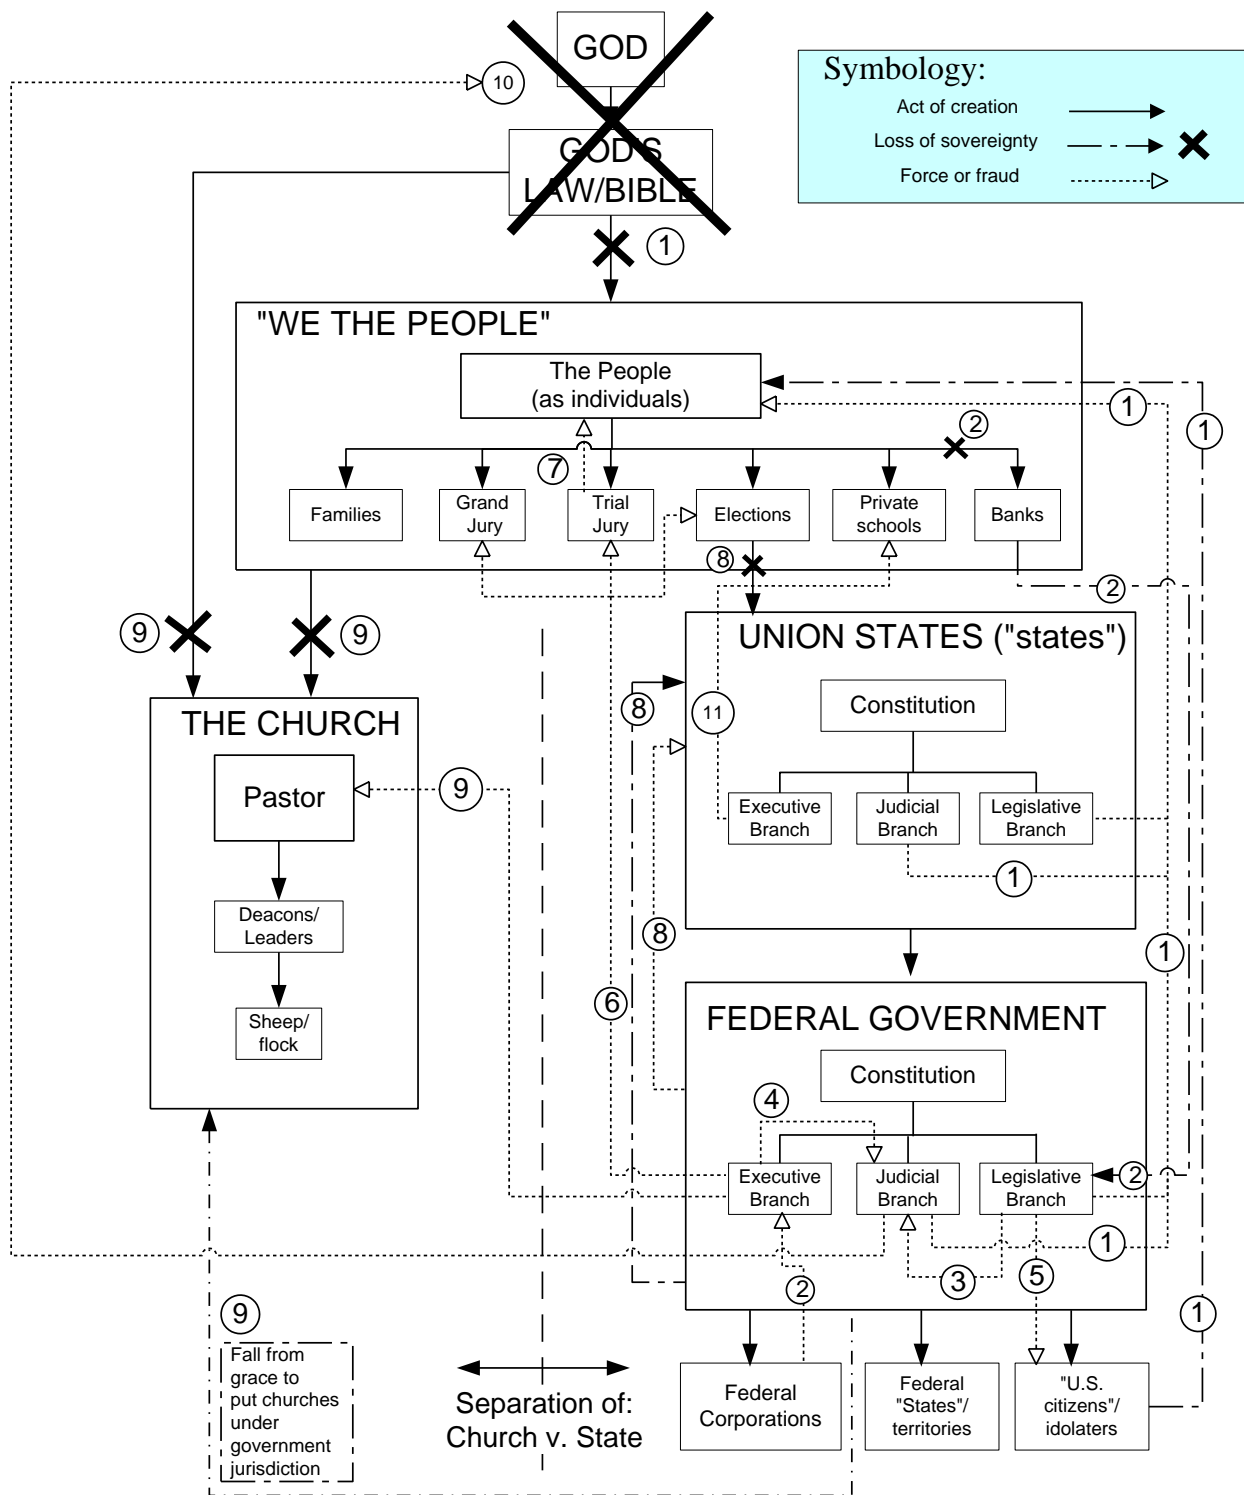 GOD
10
GOD'S
LAW/BIBLE
Symbology:
Act of creation
Loss of sovereignty
Force or fraud
1
"WE THE PEOPLE"
The People
(as individuals)
1
1
2
7
Families
Grand
Jury
Trial
Jury
Elections
Private
schools
Banks
8
2
9
9
UNION STATES ("states")
THE CHURCH
8
11
Constitution
Pastor
9
Executive
Branch
Judicial
Branch
Legislative
Branch
1
Deacons/
Leaders
8
1
6
Sheep/
flock
FEDERAL GOVERNMENT
Constitution
4
Executive
Branch
Judicial
Branch
Legislative
Branch
2
1
3
5
2
9
1
Fall from
grace to
put churches
under
government
jurisdiction
Separation of:
Church v. State
Federal
Corporations
Federal
"States"/
territories
"U.S.
citizens"/
idolaters